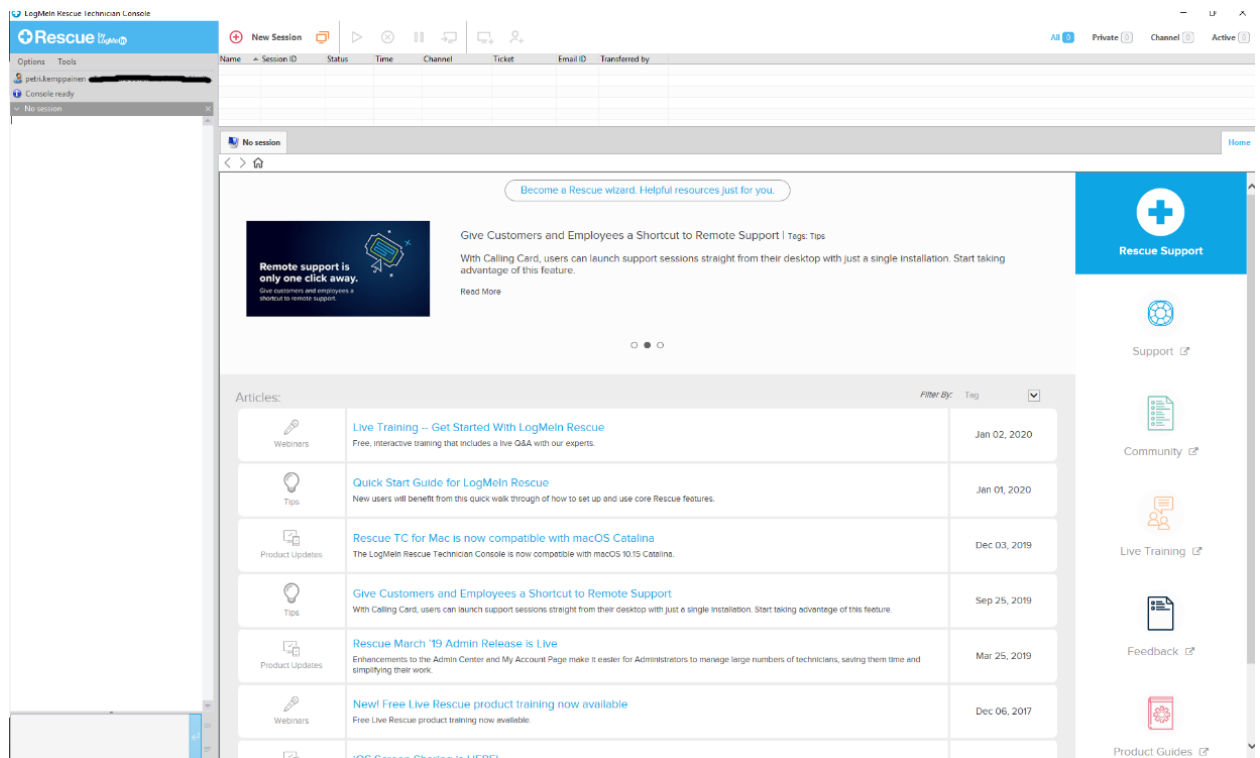 LogMeIn Rescue Technician Console
Rescue by LogMeIn
New Session
All 0 Private 0 Channel 0 Active 0
Options Tools
Name Session ID Status Time Channel Ticket Email ID Transferred by
petri.kemppainen
Console ready
No session
No session
Home
Become a Rescue wizard. Helpful resources just for you.
Remote support is
only one click away.
Give customers and employees a
shortcut to remote support.
Give Customers and Employees a Shortcut to Remote Support | Tags: Tips
With Calling Card, users can launch support sessions straight from their desktop with just a single installation. Start taking
advantage of this feature.
Read More
Rescue Support
Support
Community
Live Training
Feedback
Product Guides
Articles:
Filter By: Tag
Webinars
Live Training -- Get Started With LogMeIn Rescue
Free, interactive training that includes a live Q&A with our experts.
Jan 02, 2020
Tips
Quick Start Guide for LogMeIn Rescue
New users will benefit from this quick walk through of how to set up and use core Rescue features.
Jan 01, 2020
Product Updates
Rescue TC for Mac is now compatible with macOS Catalina
The LogMeIn Rescue Technician Console is now compatible with macOS 10.15 Catalina.
Dec 03, 2019
Tips
Give Customers and Employees a Shortcut to Remote Support
With Calling Card, users can launch support sessions straight from their desktop with just a single installation. Start taking advantage of this feature.
Sep 25, 2019
Product Updates
Rescue March '19 Admin Release is Live
Enhancements to the Admin Center and My Account Page make it easier for Administrators to manage large numbers of technicians, saving them time and
simplifying their work.
Mar 25, 2019
Webinars
New! Free Live Rescue product training now available
Free Live Rescue product training now available.
Dec 06, 2017
iOS Screen Sharing is HERE!